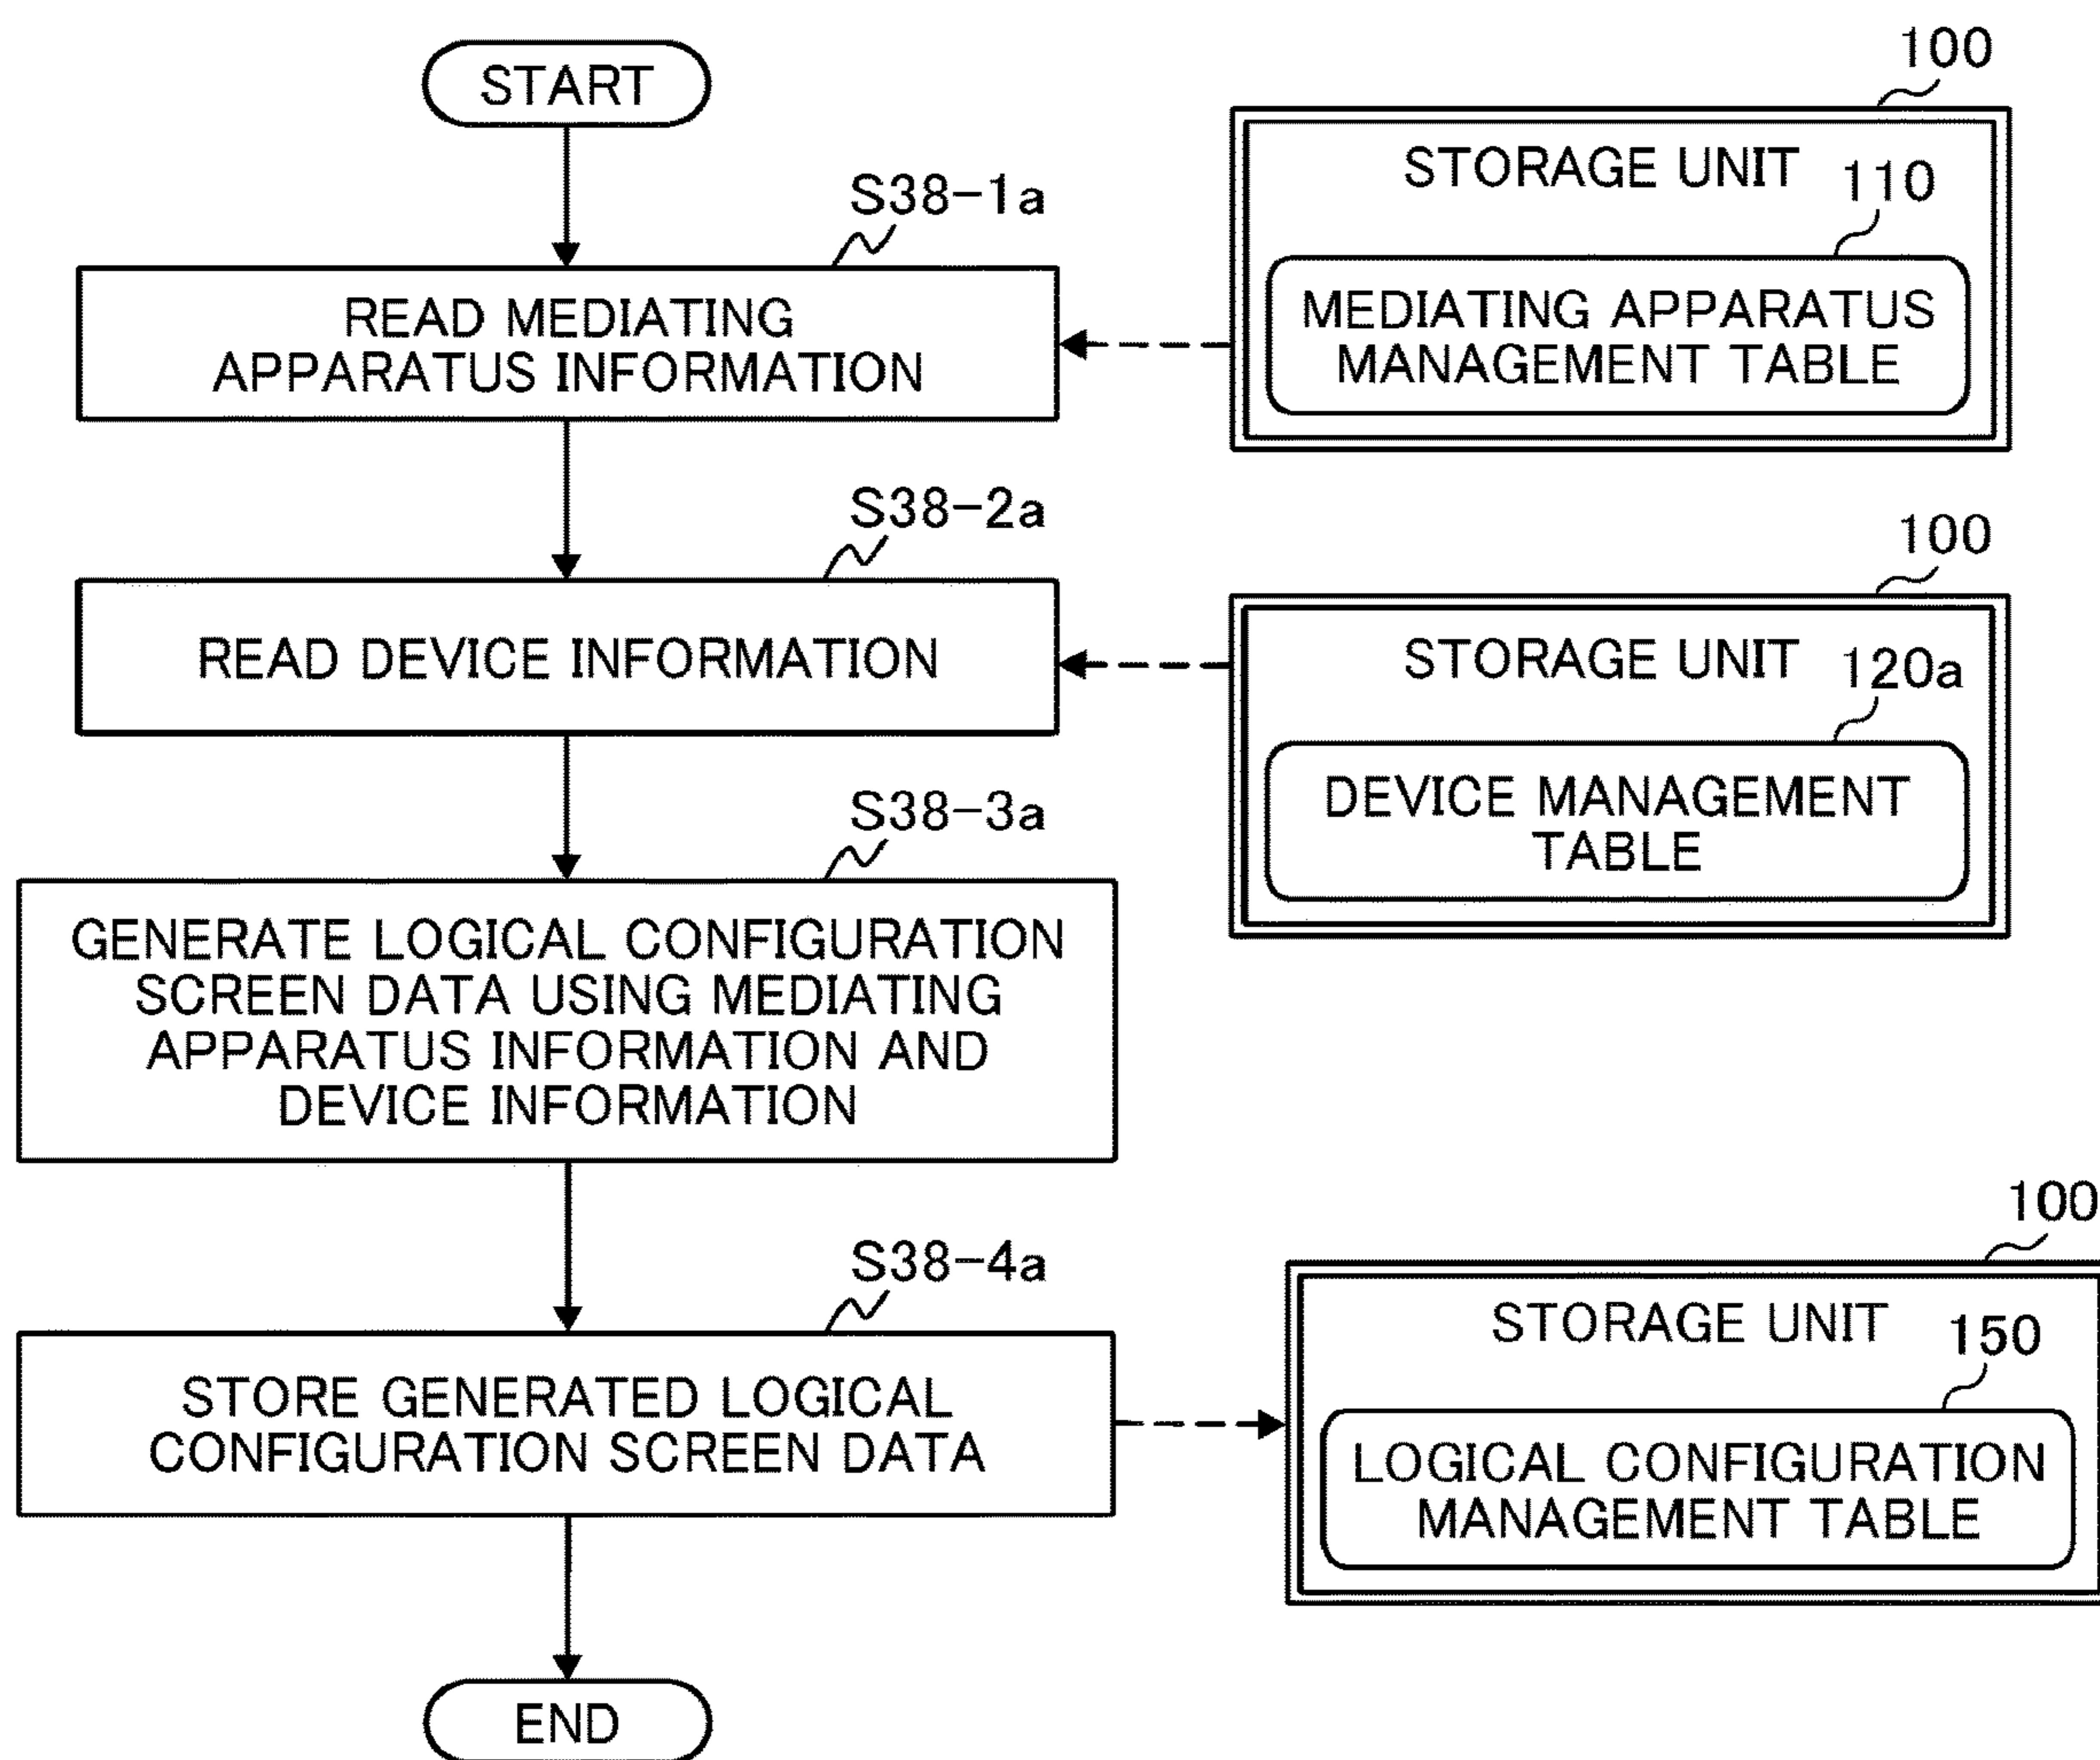 START
100
STORAGE UNIT
110
S38-1a
READ MEDIATING
APPARATUS INFORMATION
MEDIATING APPARATUS
MANAGEMENT TABLE
S38-2a
100
READ DEVICE INFORMATION
STORAGE UNIT
120a
DEVICE MANAGEMENT
TABLE
S38-3a
GENERATE LOGICAL CONFIGURATION
SCREEN DATA USING MEDIATING
APPARATUS INFORMATION AND
DEVICE INFORMATION
100
S38-4a
STORAGE UNIT
150
STORE GENERATED LOGICAL
CONFIGURATION SCREEN DATA
LOGICAL CONFIGURATION
MANAGEMENT TABLE
END